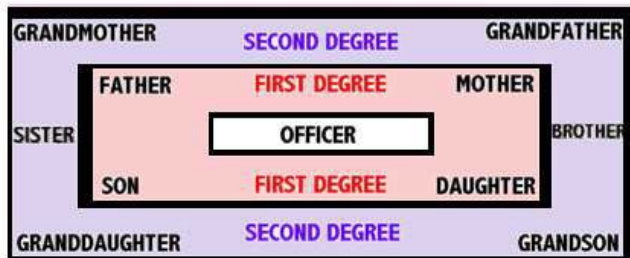 GRANDMOTHER SECOND DEGREE GRANDFATHER
FATHER FIRST DEGREE MOTHER
SISTER OFFICER BROTHER
SON FIRST DEGREE DAUGHTER
GRANDDAUGHTER SECOND DEGREE GRANDSON